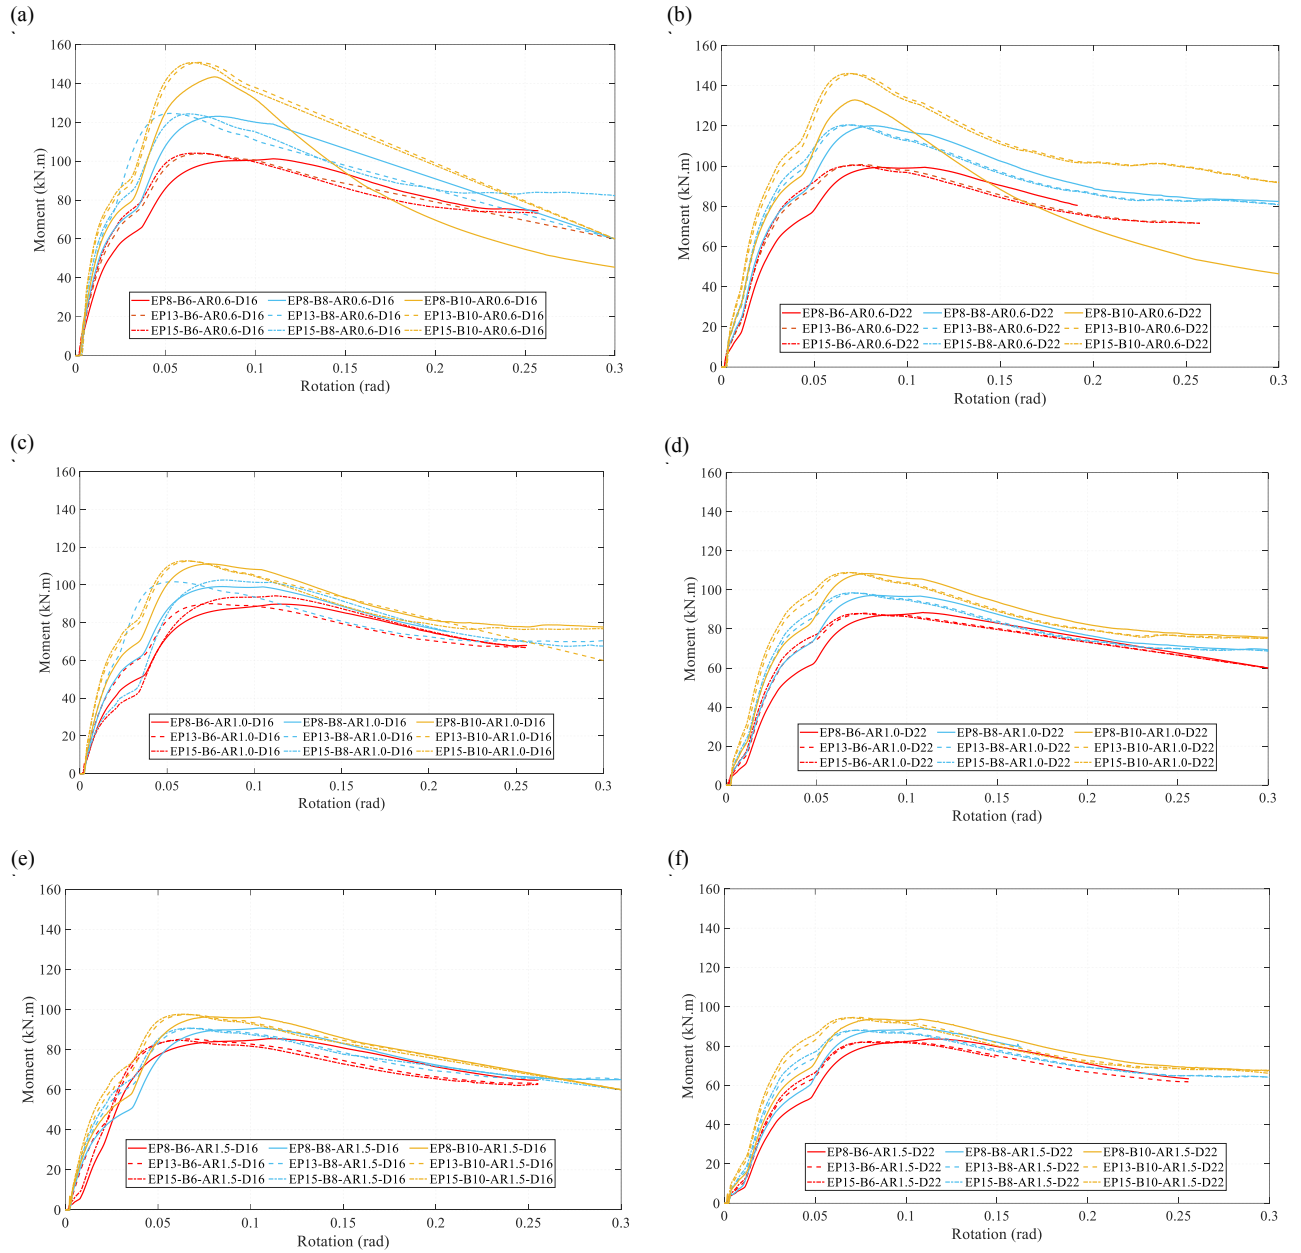 (a)
`
Moment (kN.m)
160
140
120
100
80
60
40
20
0
EP8-B6-AR0.6-D16 EP8-B8-AR0.6-D16 EP8-B10-AR0.6-D16
EP13-B6-AR0.6-D16 EP13-B8-AR0.6-D16 EP13-B10-AR0.6-D16
EP15-B6-AR0.6-D16 EP15-B8-AR0.6-D16 EP15-B10-AR0.6-D16
0 0.05 0.1 0.15 0.2 0.25 0.3
Rotation (rad)
(b)
`
Moment (kN.m)
160
140
120
100
80
60
40
20
0
EP8-B6-AR0.6-D22 EP8-B8-AR0.6-D22 EP8-B10-AR0.6-D22
EP13-B6-AR0.6-D22 EP13-B8-AR0.6-D22 EP13-B10-AR0.6-D22
EP15-B6-AR0.6-D22 EP15-B8-AR0.6-D22 EP15-B10-AR0.6-D22
0 0.05 0.1 0.15 0.2 0.25 0.3
Rotation (rad)
(c)
`
Moment (kN.m)
160
140
120
100
80
60
40
20
0
EP8-B6-AR1.0-D16 EP8-B8-AR1.0-D16 EP8-B10-AR1.0-D16
EP13-B6-AR1.0-D16 EP13-B8-AR1.0-D16 EP13-B10-AR1.0-D16
EP15-B6-AR1.0-D16 EP15-B8-AR1.0-D16 EP15-B10-AR1.0-D16
0 0.05 0.1 0.15 0.2 0.25 0.3
Rotation (rad)
(d)
`
Moment (kN.m)
160
140
120
100
80
60
40
20
0
EP8-B6-AR1.0-D22 EP8-B8-AR1.0-D22 EP8-B10-AR1.0-D22
EP13-B6-AR1.0-D22 EP13-B8-AR1.0-D22 EP13-B10-AR1.0-D22
EP15-B6-AR1.0-D22 EP15-B8-AR1.0-D22 EP15-B10-AR1.0-D22
0 0.05 0.1 0.15 0.2 0.25 0.3
Rotation (rad)
(e)
`
Moment (kN.m)
160
140
120
100
80
60
40
20
0
EP8-B6-AR1.5-D16 EP8-B8-AR1.5-D16 EP8-B10-AR1.5-D16
EP13-B6-AR1.5-D16 EP13-B8-AR1.5-D16 EP13-B10-AR1.5-D16
EP15-B6-AR1.5-D16 EP15-B8-AR1.5-D16 EP15-B10-AR1.5-D16
0 0.05 0.1 0.15 0.2 0.25 0.3
Rotation (rad)
(f)
`
Moment (kN.m)
160
140
120
100
80
60
40
20
0
EP8-B6-AR1.5-D22 EP8-B8-AR1.5-D22 EP8-B10-AR1.5-D22
EP13-B6-AR1.5-D22 EP13-B8-AR1.5-D22 EP13-B10-AR1.5-D22
EP15-B6-AR1.5-D22 EP15-B8-AR1.5-D22 EP15-B10-AR1.5-D22
0 0.05 0.1 0.15 0.2 0.25 0.3
Rotation (rad)